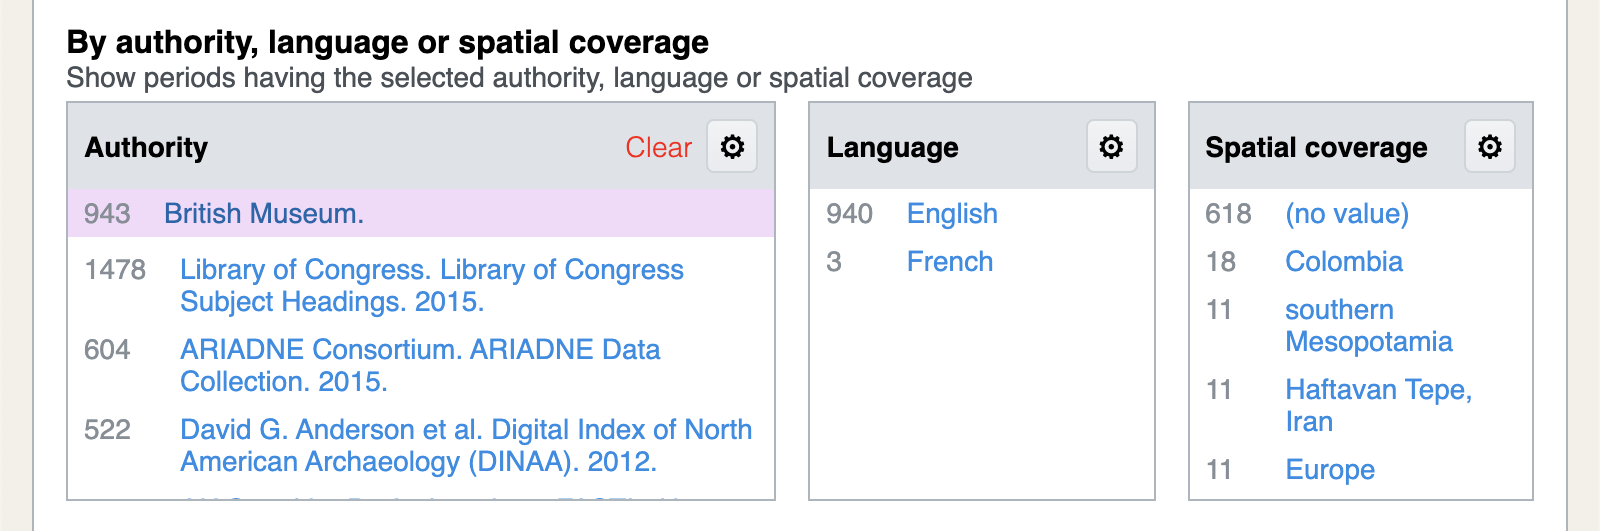 By authority, language or spatial coverage
Show periods having the selected authority, language or spatial coverage
Authority
Clear
943 British Museum.
1478 Library of Congress. Library of Congress
Subject Headings. 2015.
604 ARIADNE Consortium. ARIADNE Data
Collection. 2015.
522 David G. Anderson et al. Digital Index of North
American Archaeology (DINAA). 2012.
Language
940 English
3 French
Spatial coverage
618 (no value)
18 Colombia
11 southern
Mesopotamia
11 Haftavan Tepe,
Iran
11 Europe